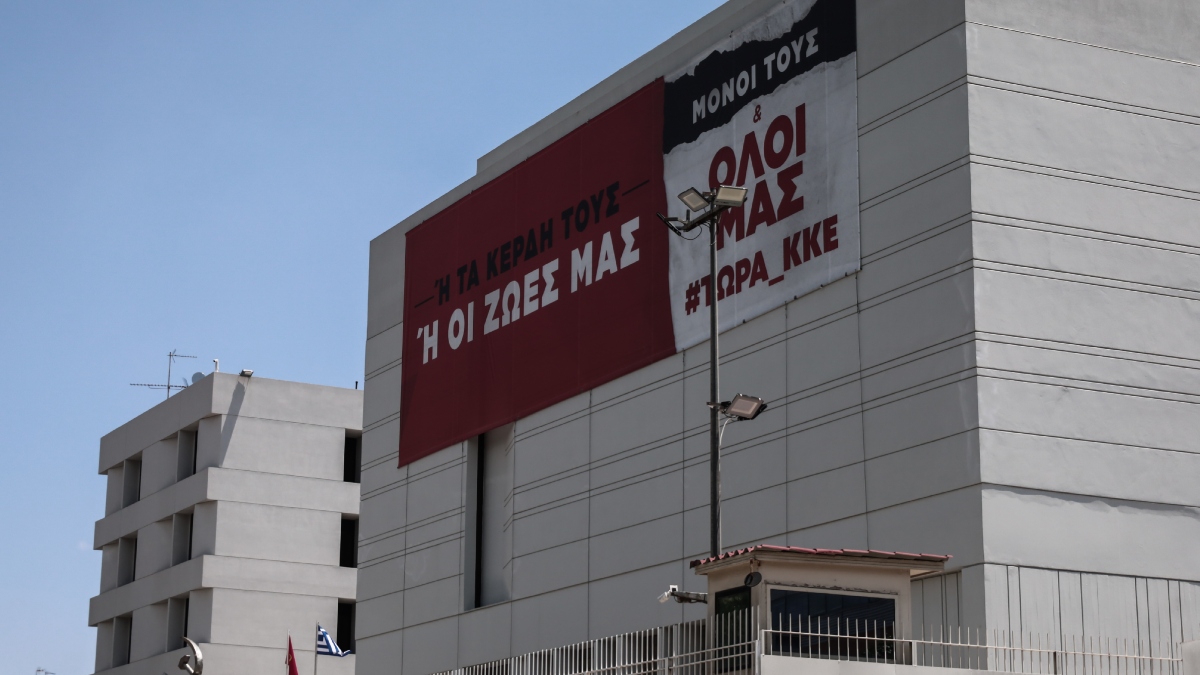 Ή ΤΑ ΚΕΡΔΗ ΤΟΥΣ
Ή ΟΙ ΖΩΕΣ ΜΑΣ
ΜΟΝΟΙ ΤΟΥΣ
&
ΟΛΟΙ
ΜΑΣ
#ΤΩΡΑ_ΚΚΕ